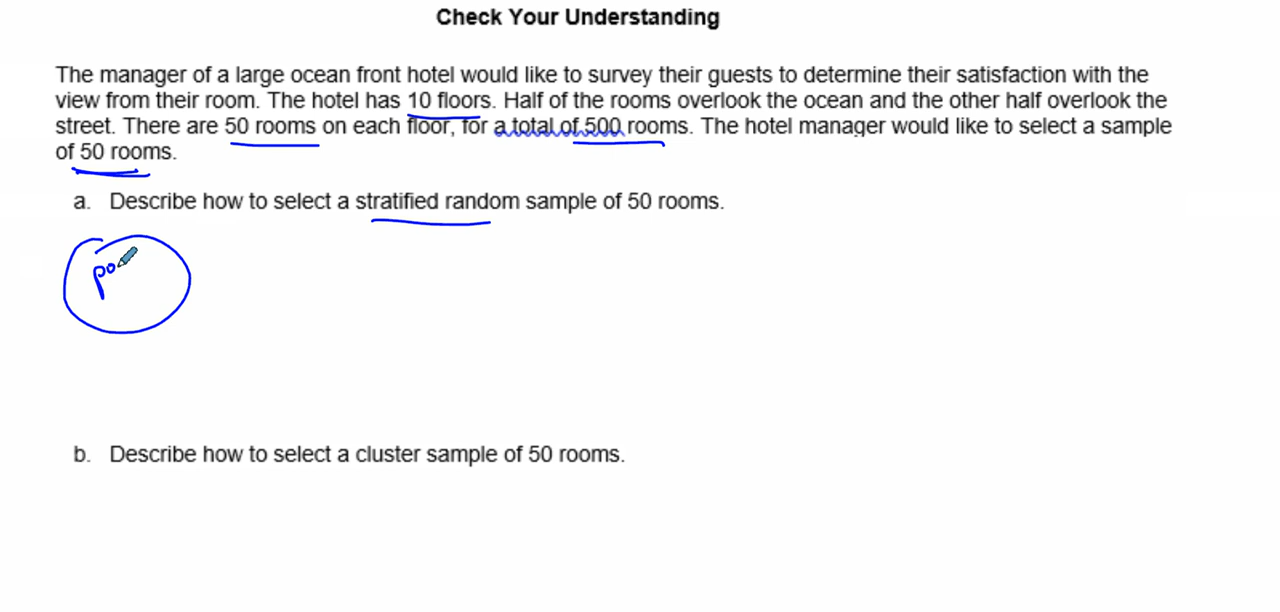 Check Your Understanding
The manager of a large ocean front hotel would like to survey their guests to determine their satisfaction with the
view from their room. The hotel has 10 floors. Half of the rooms overlook the ocean and the other half overlook the
street. There are 50 rooms on each floor, for a total of 500 rooms. The hotel manager would like to select a sample
of 50 rooms.
a. Describe how to select a stratified random sample of 50 rooms.
po
b. Describe how to select a cluster sample of 50 rooms.